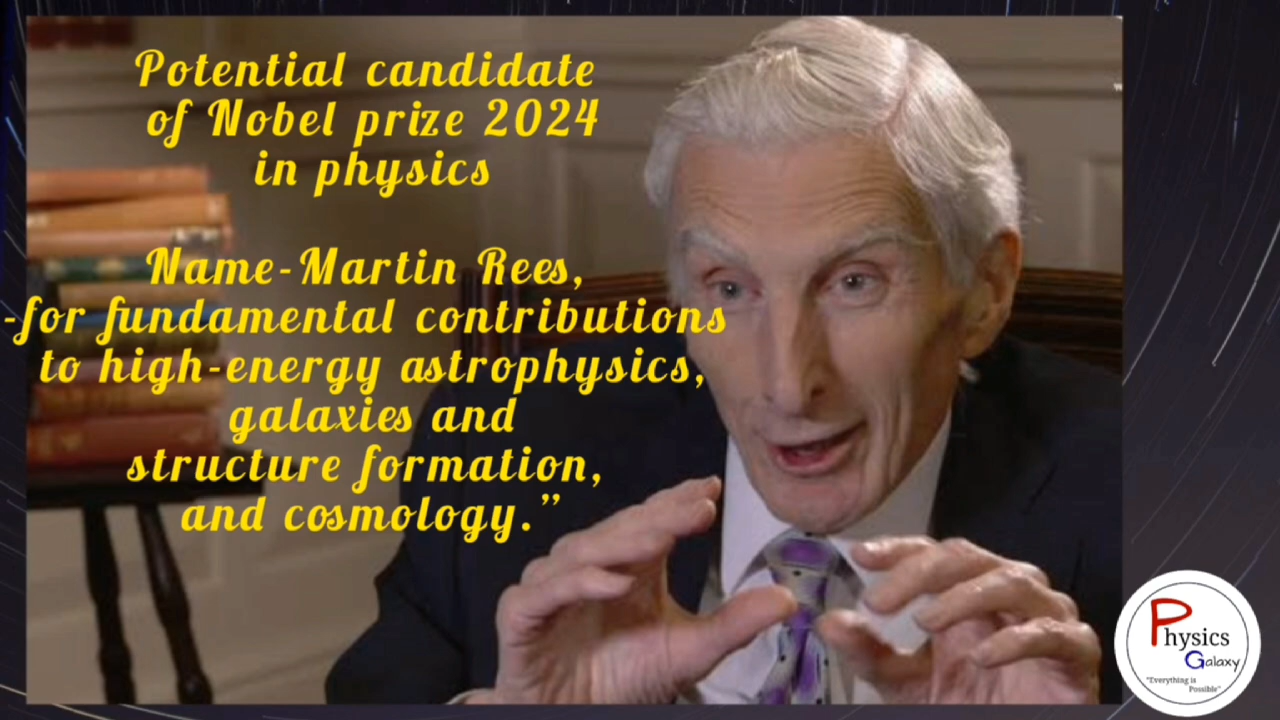 Potential candidate
of Nobel prize 2024
in physics
Name-Martin Rees,
-for fundamental contributions
to high-energy astrophysics,
galaxies and
structure formation,
and cosmology.”
Physics
Galaxy
"Everything is
Possible"